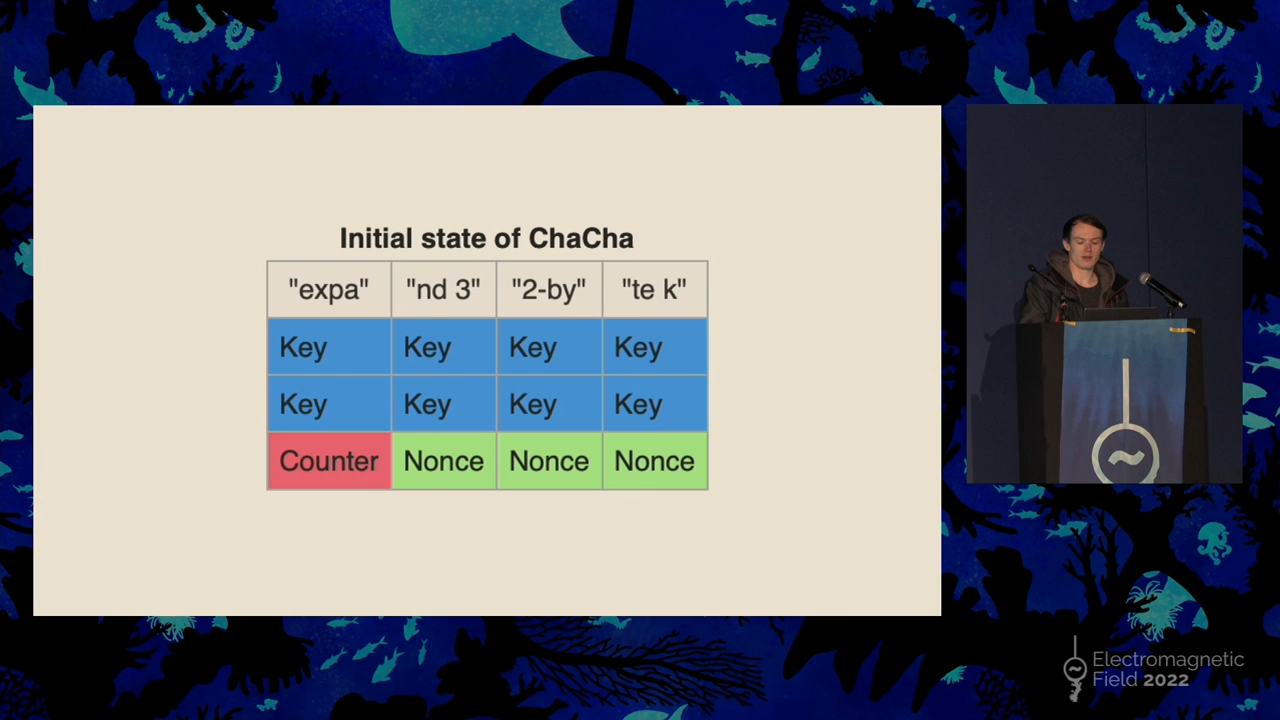 Initial state of ChaCha
"expa" "nd 3" "2-by" "te k"
Key Key Key Key
Key Key Key Key
Counter Nonce Nonce Nonce
Electromagnetic
Field 2022